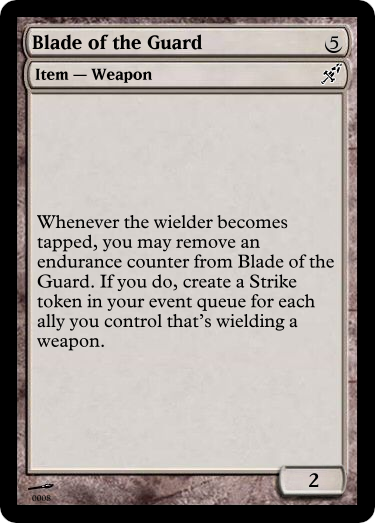 Blade of the Guard 5
Item — Weapon
Whenever the wielder becomes
tapped, you may remove an
endurance counter from Blade of the
Guard. If you do, create a Strike
token in your event queue for each
ally you control that's wielding a
weapon.
2
0008